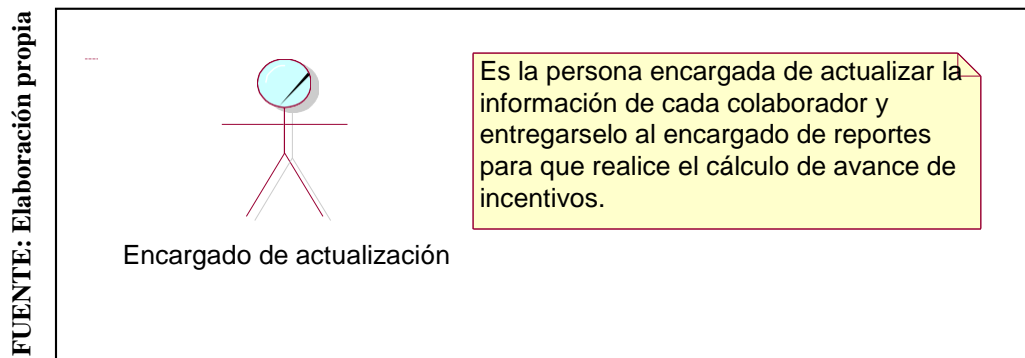 FUENTE: Elaboración propia
Es la persona encargada de actualizar la
información de cada colaborador y
entregarselo al encargado de reportes
para que realice el cálculo de avance de
incentivos.
Encargado de actualización